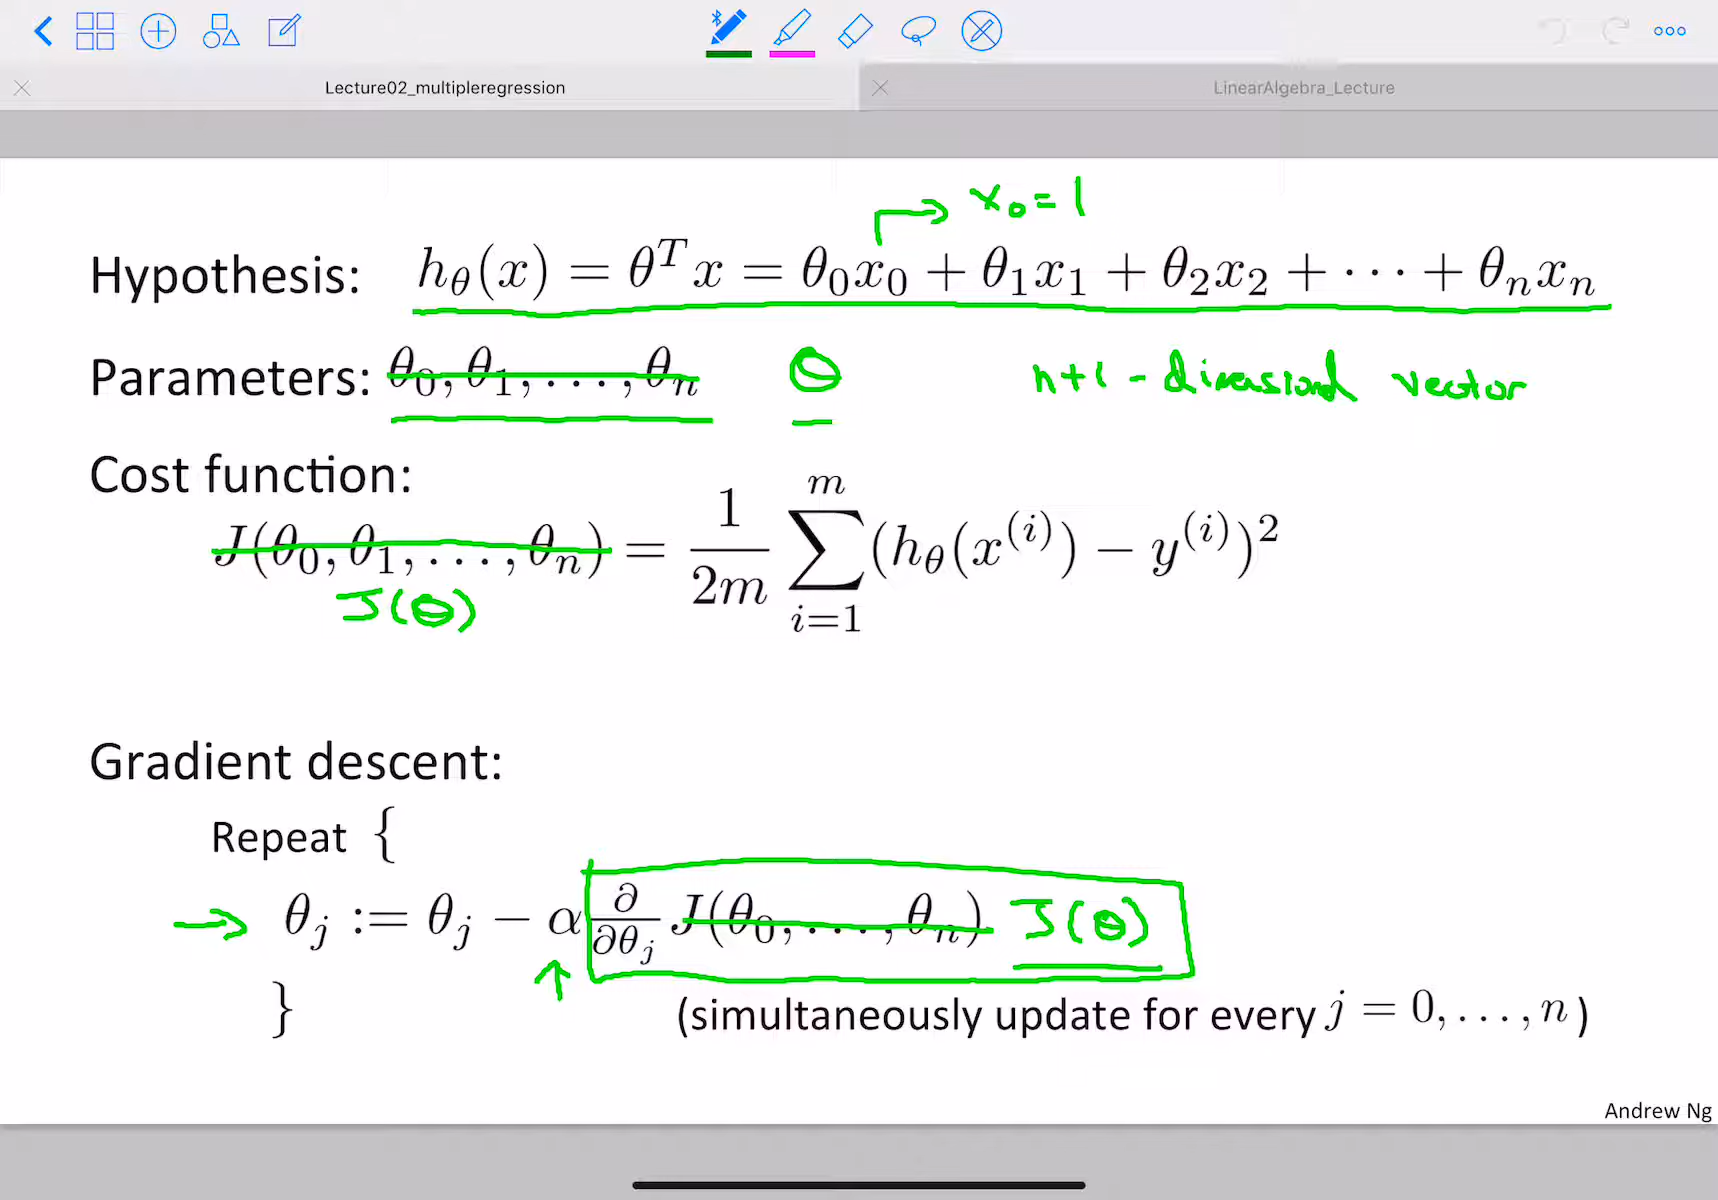 Lecture02_multipleregression
LinearAlgebra_Lecture
x₀ = 1
Hypothesis: h_θ(x) = θᵀx = θ₀x₀ + θ₁x₁ + θ₂x₂ + ⋯ + θₙxₙ
Parameters: θ₀, θ₁, . . . , θₙ θ n+1 - dimensional vector
Cost function:
J(θ₀, θ₁, . . . , θₙ) = 1/2m ∑_{i=1}^{m} (h_θ(x⁽ⁱ⁾) − y⁽ⁱ⁾)²
J(θ)
Gradient descent:
Repeat {
→ θⱼ := θⱼ − α ∂/∂θⱼ J(θ₀, . . . , θₙ) J(θ)
} (simultaneously update for every j = 0, . . . , n)
Andrew Ng